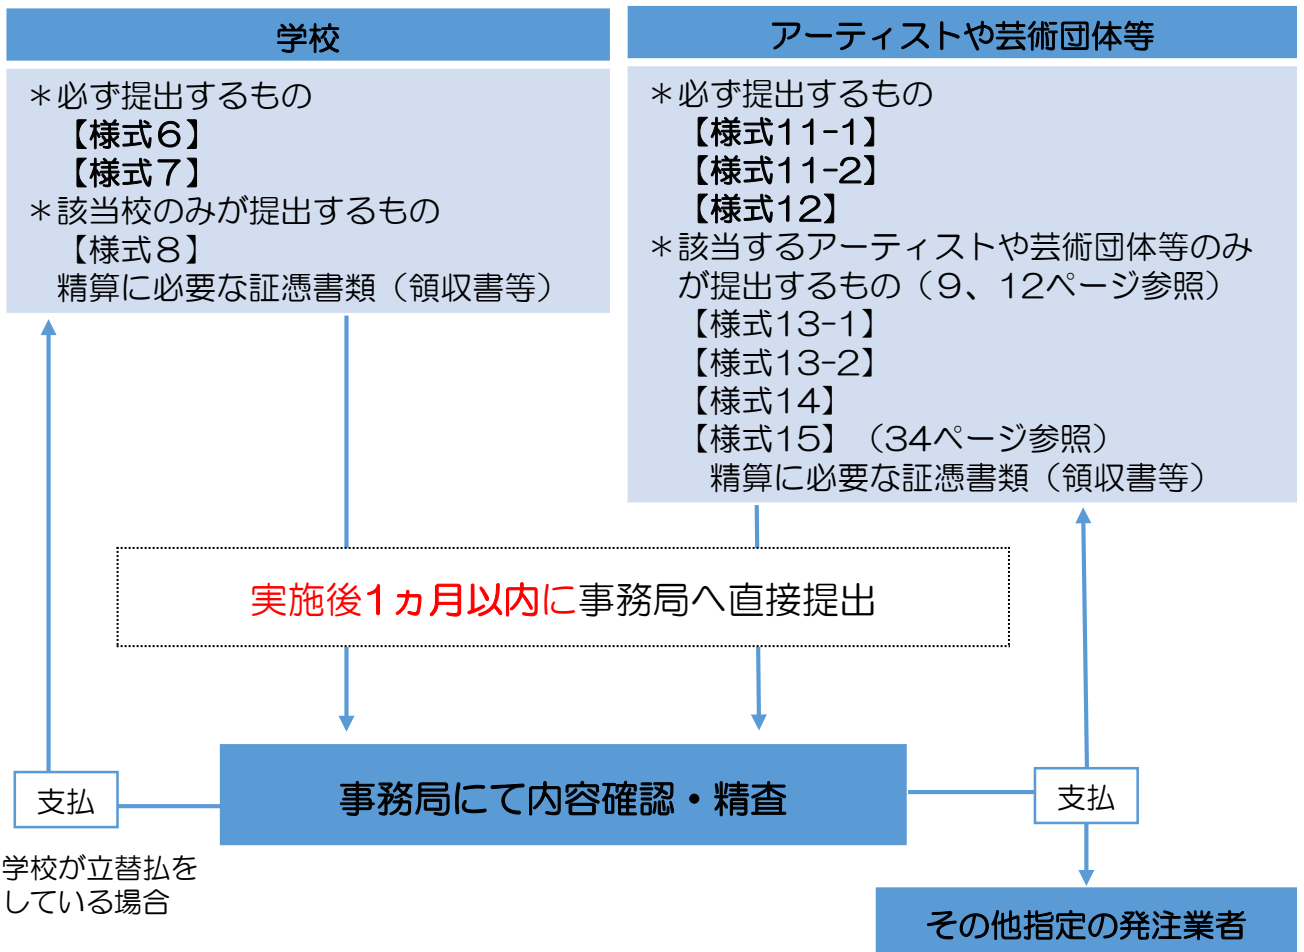 学校
＊必ず提出するもの
【様式６】
【様式７】
＊該当校のみが提出するもの
【様式８】
精算に必要な証憑書類（領収書等）
アーティストや芸術団体等
＊必ず提出するもの
【様式11-1】
【様式11-2】
【様式12】
＊該当するアーティストや芸術団体等のみ
が提出するもの（９、12ページ参照）
【様式13-1】
【様式13-2】
【様式14】
【様式15】（34ページ参照）
精算に必要な証憑書類（領収書等）
実施後１ヵ月以内に事務局へ直接提出
事務局にて内容確認・精査
支払
支払
学校が立替払を
している場合
その他指定の発注業者